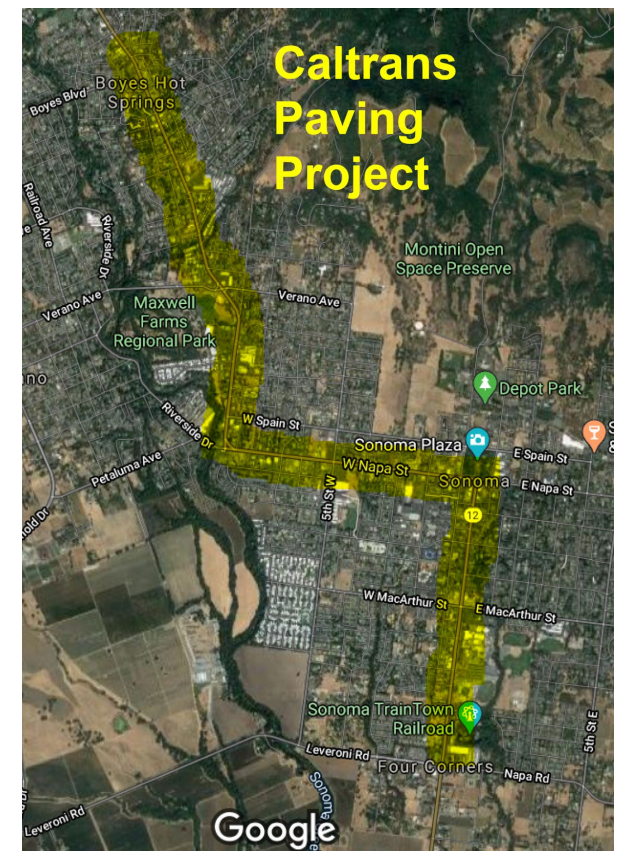 Caltrans
Paving
Project
Boyes Hot
Springs
Boyes Blvd
Railroad Ave
Riverside Dr
Montini Open
Space Preserve
Verano Ave
Verano Ave
Maxwell
Farms
Regional Park
Depot Park
Riverside Dr
W Spain St
Sonoma Plaza
E Spain St
Petaluma Ave
W Napa St
Sonoma
E Napa St
5th St W
12
W MacArthur St
E MacArthur St
Sonoma TrainTown
Railroad
5th St E
Leveroni Rd
Four Corners
Napa Rd
Leveroni Rd
Sonoma
Google